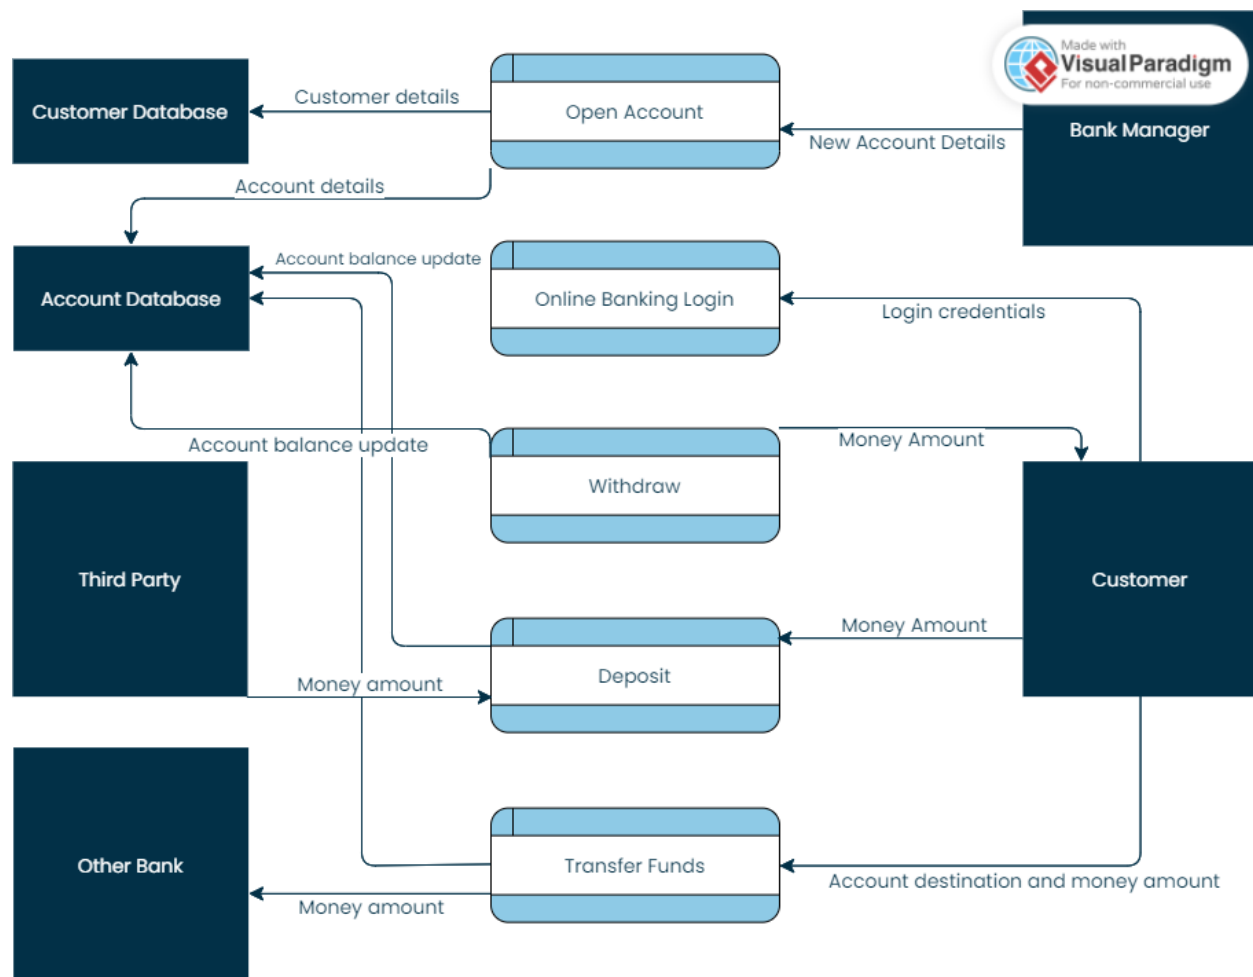 Made with
Visual Paradigm
For non-commercial use
Customer Database
Customer details
Open Account
New Account Details
Bank Manager
Account details
Account Database
Account balance update
Online Banking Login
Login credentials
Account balance update
Withdraw
Money Amount
Third Party
Customer
Money Amount
Money amount
Deposit
Other Bank
Transfer Funds
Account destination and money amount
Money amount